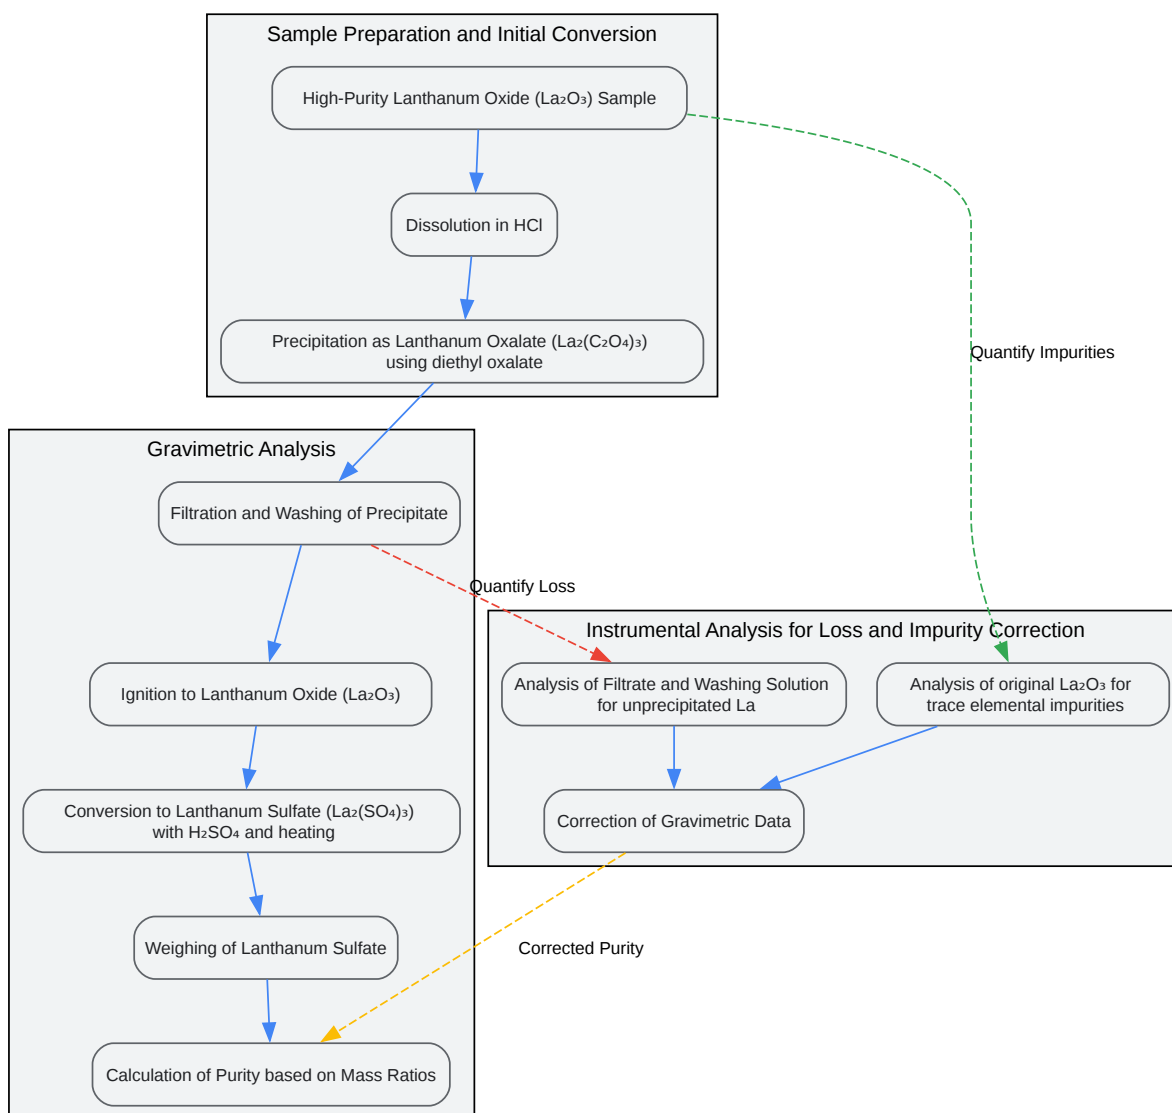 Sample Preparation and Initial Conversion
High-Purity Lanthanum Oxide (La₂O₃) Sample
Dissolution in HCl
Precipitation as Lanthanum Oxalate (La₂(C₂O₄)₃)
using diethyl oxalate
Quantify Impurities
Gravimetric Analysis
Filtration and Washing of Precipitate
Quantify Loss
Instrumental Analysis for Loss and Impurity Correction
Analysis of Filtrate and Washing Solution
for unprecipitated La
Analysis of original La₂O₃ for
trace elemental impurities
Ignition to Lanthanum Oxide (La₂O₃)
Conversion to Lanthanum Sulfate (La₂(SO₄)₃)
with H₂SO₄ and heating
Correction of Gravimetric Data
Weighing of Lanthanum Sulfate
Corrected Purity
Calculation of Purity based on Mass Ratios